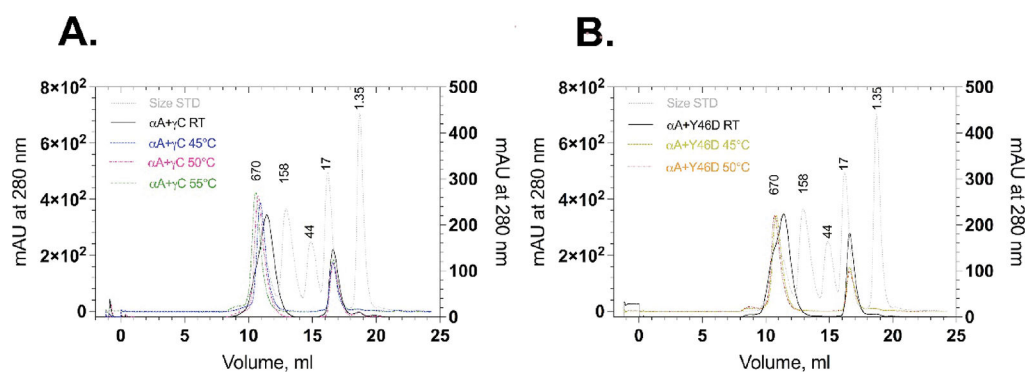 A.
B.
8×10²
6×10²
4×10²
2×10²
0
mAU at 280 nm
500
400
300
200
100
0
mAU at 280 nm
Size STD
αA+γC RT
αA+γC 45°C
αA+γC 50°C
αA+γC 55°C
670
158
44
17
1.35
0 5 10 15 20 25
Volume, ml
8×10²
6×10²
4×10²
2×10²
0
mAU at 280 nm
500
400
300
200
100
0
mAU at 280 nm
Size STD
αA+Y46D RT
αA+Y46D 45°C
αA+Y46D 50°C
670
158
44
17
1.35
0 5 10 15 20 25
Volume, ml